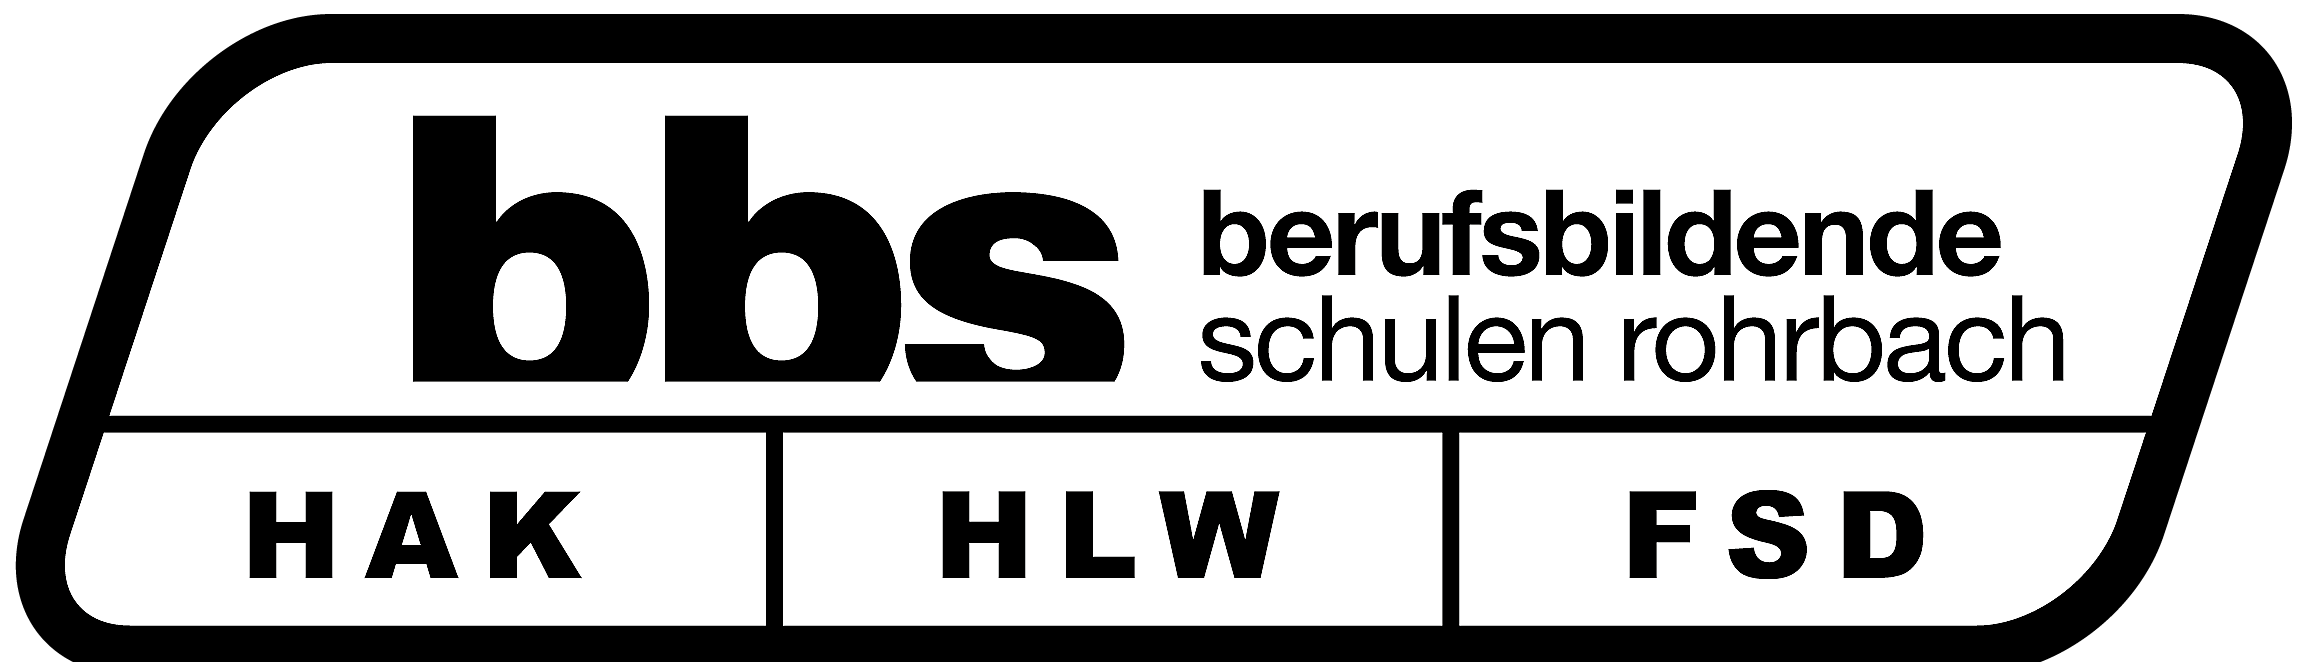 bbs
berufsbildende
schulen rohrbach
HAK
HLW
FSD